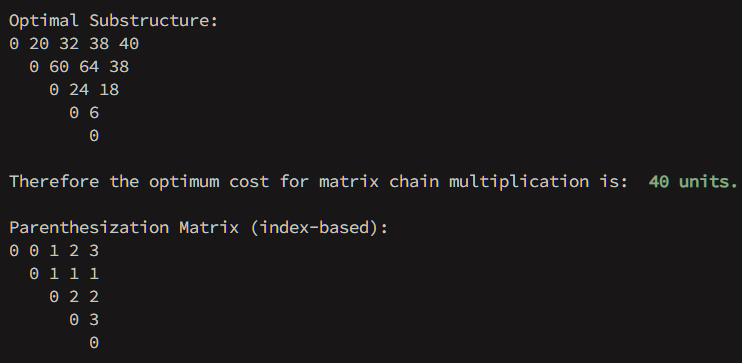 Optimal Substructure:
0 20 32 38 40
0 60 64 38
0 24 18
0 6
0
Therefore the optimum cost for matrix chain multiplication is:  40 units.
Parenthesization Matrix (index-based):
0 0 1 2 3
0 1 1 1
0 2 2
0 3
0